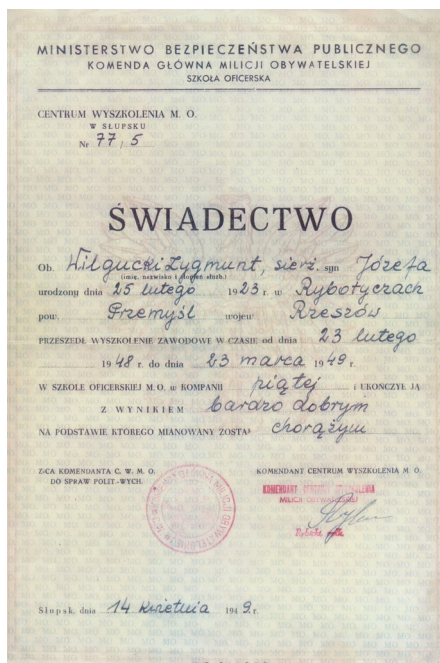 MINISTERSTWO BEZPIECZEŃSTWA PUBLICZNEGO
KOMENDA GŁÓWNA MILICJI OBYWATELSKIEJ
SZKOŁA OFICERSKA
CENTRUM WYSZKOLENIA M. O.
W SŁUPSKU
Nr 77/5
ŚWIADECTWO
Ob. Wilgucki Zygmunt, sierż. syn Józefa
(imię, nazwisko i stopień służb.)
urodzony dnia 25 lutego 1923 r. w Rybotyczach
pow. Przemyśl wojew. Rzeszów
PRZESZEDŁ WYSZKOLENIE ZAWODOWE W CZASIE od dnia 23 lutego
1948 r. do dnia 23 marca 1949 r.
W SZKOLE OFICERSKIEJ M. O. w KOMPANII piątej i UKOŃCZYŁ JĄ
Z WYNIKIEM bardzo dobrym
NA PODSTAWIE KTÓREGO MIANOWANY ZOSTAŁ chorążym
Z-CA KOMENDANTA C. W. M. O.
DO SPRAW POLIT-WYCH.
KOMENDANT CENTRUM WYSZKOLENIA M. O.
KOMENDANT CENTRUM WYSZKOLENIA
MILICJI OBYWATELSKIEJ
Słupsk, dnia 14 kwietnia 1949 r.